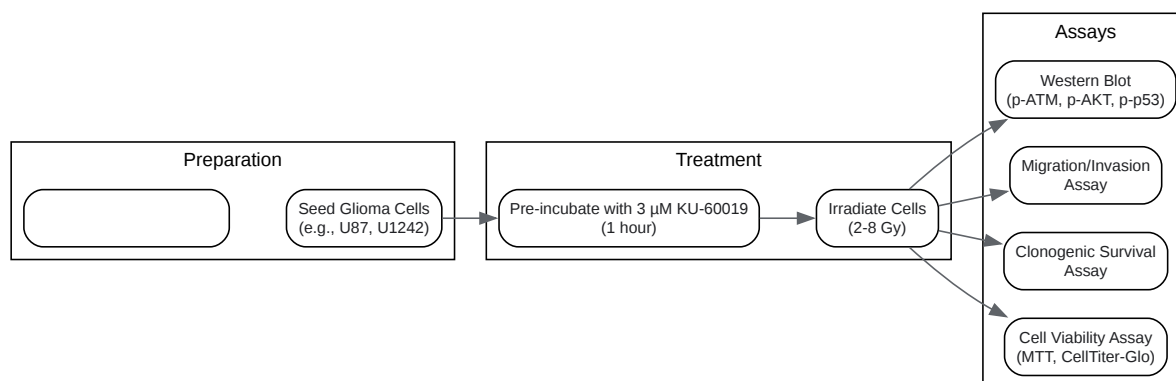 Preparation
Seed Glioma Cells
(e.g., U87, U1242)
Treatment
Pre-incubate with 3 µM KU-60019
(1 hour)
Irradiate Cells
(2-8 Gy)
Assays
Western Blot
(p-ATM, p-AKT, p-p53)
Migration/Invasion
Assay
Clonogenic Survival
Assay
Cell Viability Assay
(MTT, CellTiter-Glo)